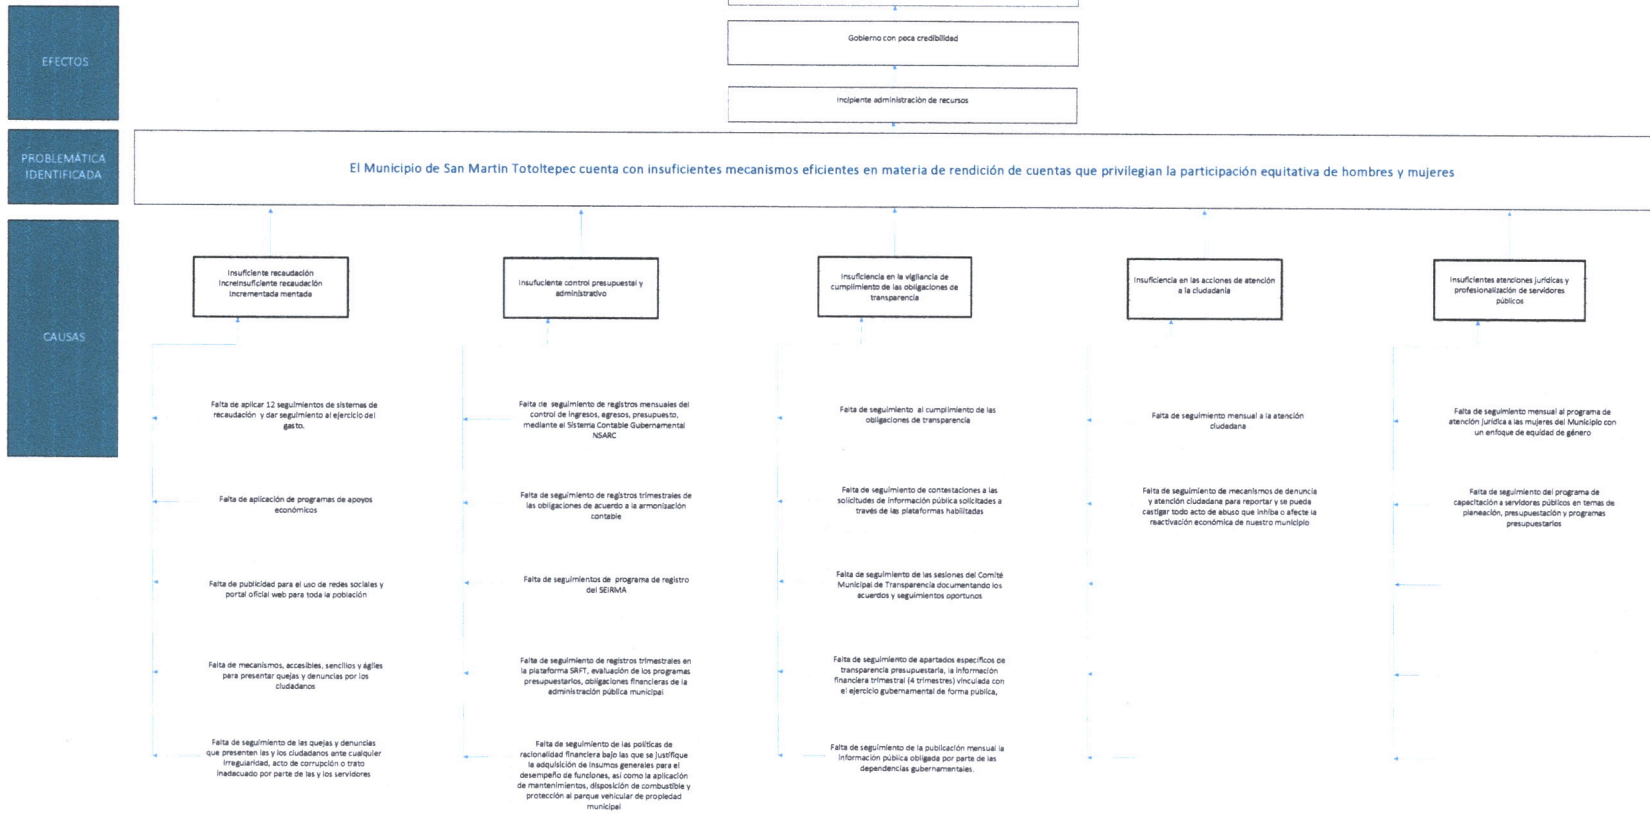 EFECTOS
Gobierno con poca credibilidad
Incipiente administración de recursos
PROBLEMÁTICA
IDENTIFICADA
El Municipio de San Martin Totoltepec cuenta con insuficientes mecanismos eficientes en materia de rendición de cuentas que privilegian la participación equitativa de hombres y mujeres
CAUSAS
Insuficiente recaudación
Increinsuficiente recaudación
Incrementada mentada
Falta de aplicar 12 seguimientos de sistemas de
recaudación y dar seguimiento al ejercicio del
gasto.
Falta de aplicación de programas de apoyos
económicos
Falta de publicidad para el uso de redes sociales y
portal oficial web para toda la población
Falta de mecanismos, accesibles, sencillos y ágiles
para presentar quejas y denuncias por los
ciudadanos
Falta de seguimiento de las quejas y denuncias
que presenten las y los ciudadanos ante cualquier
irregularidad, acto de corrupción o trato
inadecuado por parte de las y los servidores
Insufuciente control presupuestal y
administrativo
Falta de seguimiento de registros mensuales del
control de ingresos, egresos, presupuesto,
mediante el Sistema Contable Gubernamental
NSARC
Falta de seguimiento de registros trimestrales de
las obligaciones de acuerdo a la armonización
contable
Falta de seguimientos de programa de registro
del SEIRMA
Falta de seguimiento de registros trimestrales en
la plataforma SRFT, evaluación de los programas
presupuestarios, obligaciones financieras de la
administración pública municipal
Falta de seguimiento de las políticas de
racionalidad financiera bajo las que se justifique
la adquisición de insumos generales para el
desempeño de funciones, así como la aplicación
de mantenimientos, disposición de combustible y
protección al parque vehicular de propiedad
municipal
Insuficiencia en la vigilancia de
cumplimiento de las obligaciones de
transparencia
Falta de seguimiento al cumplimiento de las
obligaciones de transparencia
Falta de seguimiento de contestaciones a las
solicitudes de información pública solicitades a
través de las plataformas habilitadas
Falta de seguimiento de las sesiones del Comité
Municipal de Transparencia documentando los
acuerdos y seguimientos oportunos
Falta de seguimiento de apartados específicos de
transparencia presupuestaria, la información
financiera trimestral (4 trimestres) vinculada con
el ejercicio gubernamental de forma pública,
Falta de seguimiento de la publicación mensual la
información pública obligada por parte de las
dependencias gubernamentales.
Insuficiencia en las acciones de atención
a la ciudadanía
Falta de seguimiento mensual a la atención
ciudadana
Falta de seguimiento de mecanismos de denuncia
y atención ciudadana para reportar y se pueda
castigar todo acto de abuso que inhiba o afecte la
reactivación económica de nuestro municipio
Insuficientes atenciones jurídicas y
profesionalización de servidores
públicos
Falta de seguimiento mensual al programa de
atención jurídica a las mujeres del Municipio con
un enfoque de equidad de género
Falta de seguimiento del programa de
capacitación a servidores públicos en temas de
planeación, presupuestación y programas
presupuestarios